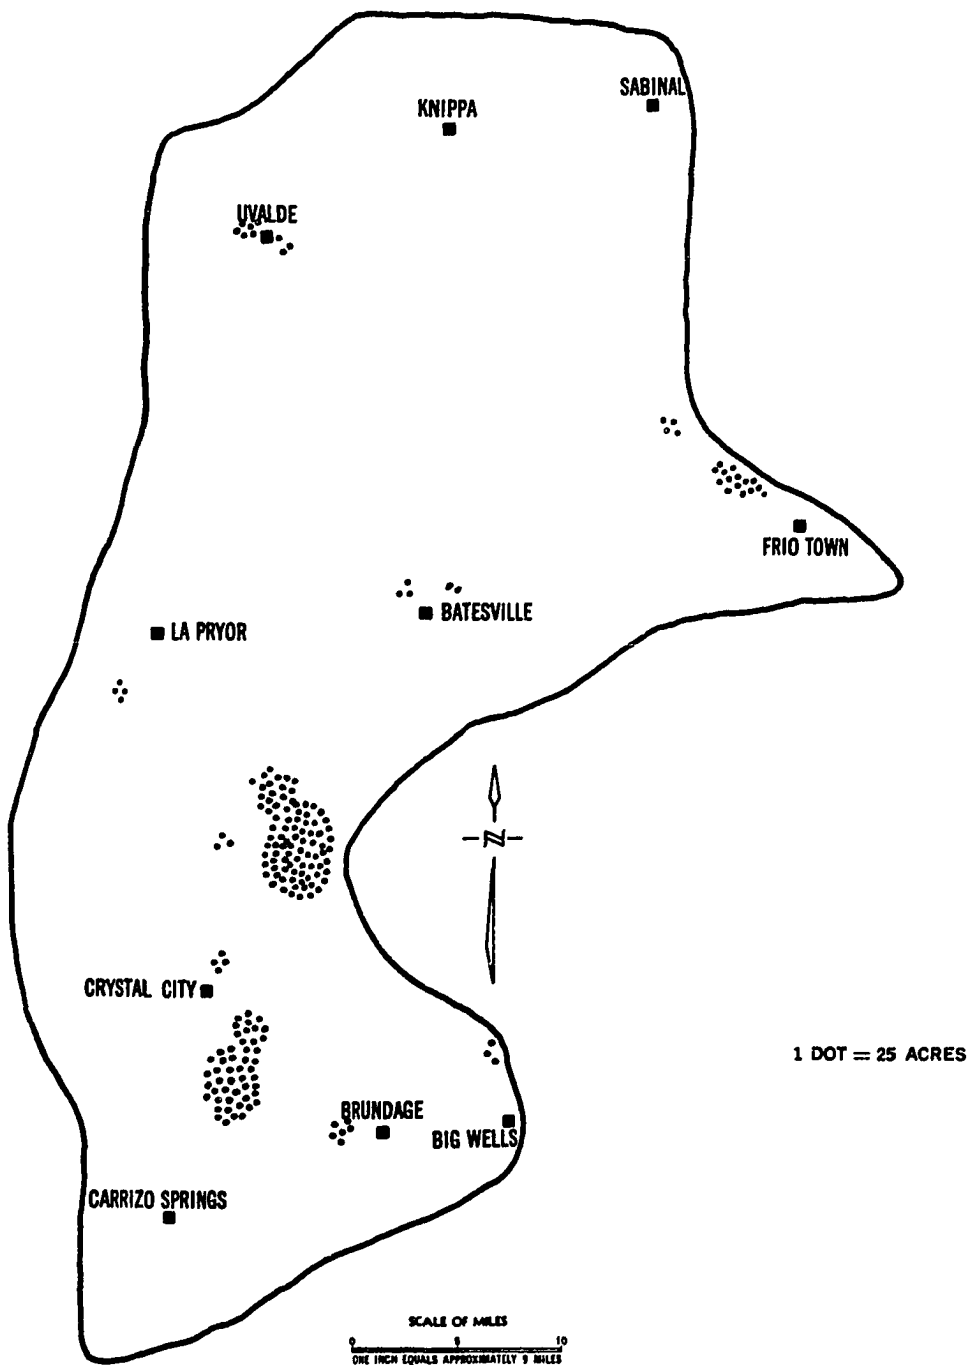 SABINAL
KNIPPA
UVALDE
FRIO TOWN
BATESVILLE
LA PRYOR
N
CRYSTAL CITY
1 DOT = 25 ACRES
BRUNDAGE
BIG WELLS
CARRIZO SPRINGS
SCALE OF MILES
0 5 10
ONE INCH EQUALS APPROXIMATELY 9 MILES